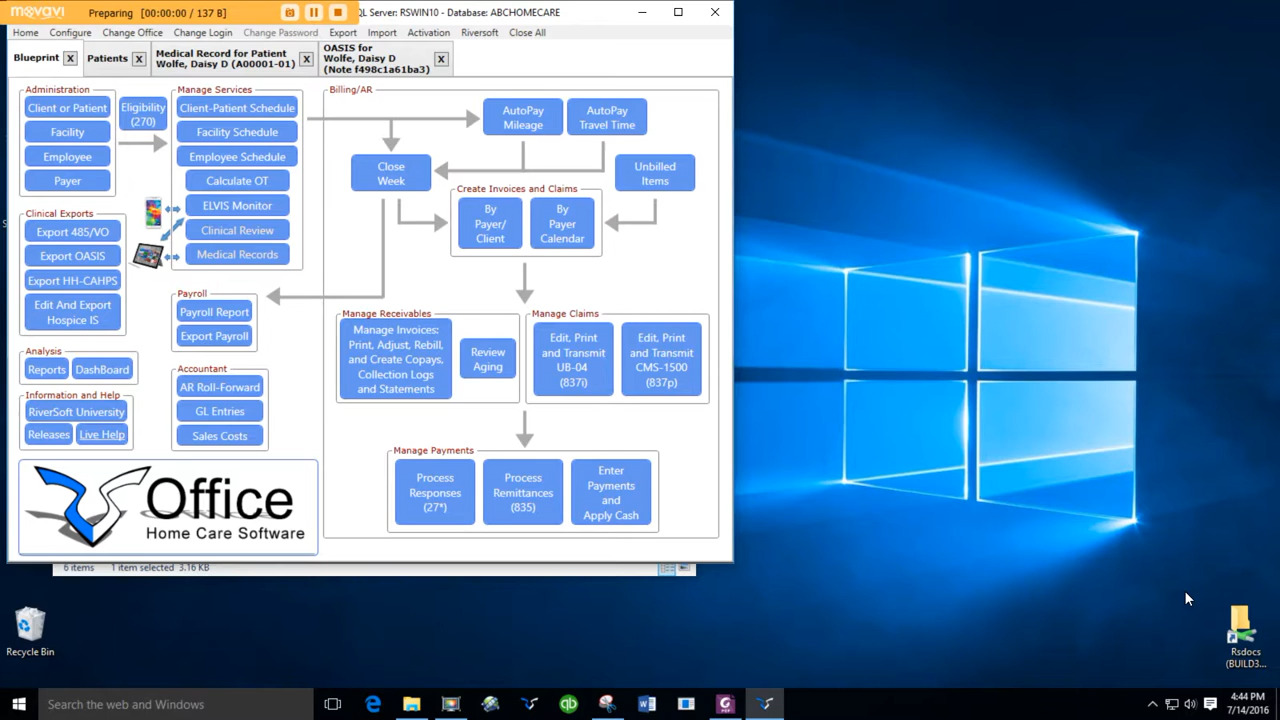 movavi
Preparing [00:00:00 / 137 B]
QL Server: RSWIN10 - Database: ABCHOMECARE
Home Configure Change Office Change Login Change Password Export Import Activation Riversoft Close All
Blueprint X
Patients X
Medical Record for Patient
Wolfe, Daisy D (A00001-01) X
OASIS for
Wolfe, Daisy D
(Note f498c1a61ba3) X
Administration
Client or Patient
Facility
Employee
Payer
Eligibility
(270)
Manage Services
Client-Patient Schedule
Facility Schedule
Employee Schedule
Calculate OT
ELVIS Monitor
Clinical Review
Medical Records
Clinical Exports
Export 485/VO
Export OASIS
Export HH-CAHPS
Edit And Export
Hospice IS
Payroll
Payroll Report
Export Payroll
Analysis
Reports
DashBoard
Accountant
AR Roll-Forward
GL Entries
Sales Costs
Information and Help
RiverSoft University
Releases
Live Help
Office
Home Care Software
Billing/AR
AutoPay
Mileage
AutoPay
Travel Time
Close
Week
Unbilled
Items
Create Invoices and Claims
By
Payer/
Client
By
Payer
Calendar
Manage Receivables
Manage Invoices:
Print, Adjust, Rebill,
and Create Copays,
Collection Logs
and Statements
Review
Aging
Manage Claims
Edit, Print
and Transmit
UB-04
(837i)
Edit, Print
and Transmit
CMS-1500
(837p)
Manage Payments
Process
Responses
(27*)
Process
Remittances
(835)
Enter
Payments
and
Apply Cash
6 items 1 item selected 3.16 KB
Recycle Bin
Rsdocs
(BUILD3...
Search the web and Windows
4:44 PM
7/14/2016